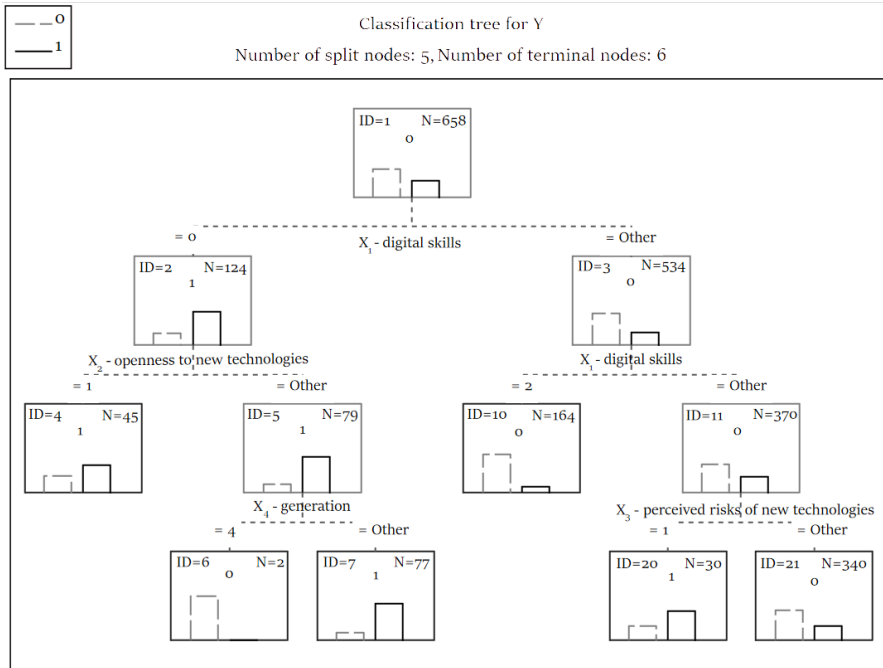 0
1
Classification tree for Y
Number of split nodes: 5, Number of terminal nodes: 6
ID=1 N=658
0
= 0
X₁ - digital skills
= Other
ID=2 N=124
1
ID=3 N=534
0
X₂ - openness to new technologies
X₁ - digital skills
= 1
= Other
= 2
= Other
ID=4 N=45
1
ID=5 N=79
1
ID=10 N=164
0
ID=11 N=370
0
X₄ - generation
X₃ - perceived risks of new technologies
= 4
= Other
= 1
= Other
ID=6 N=2
0
ID=7 N=77
1
ID=20 N=30
1
ID=21 N=340
0